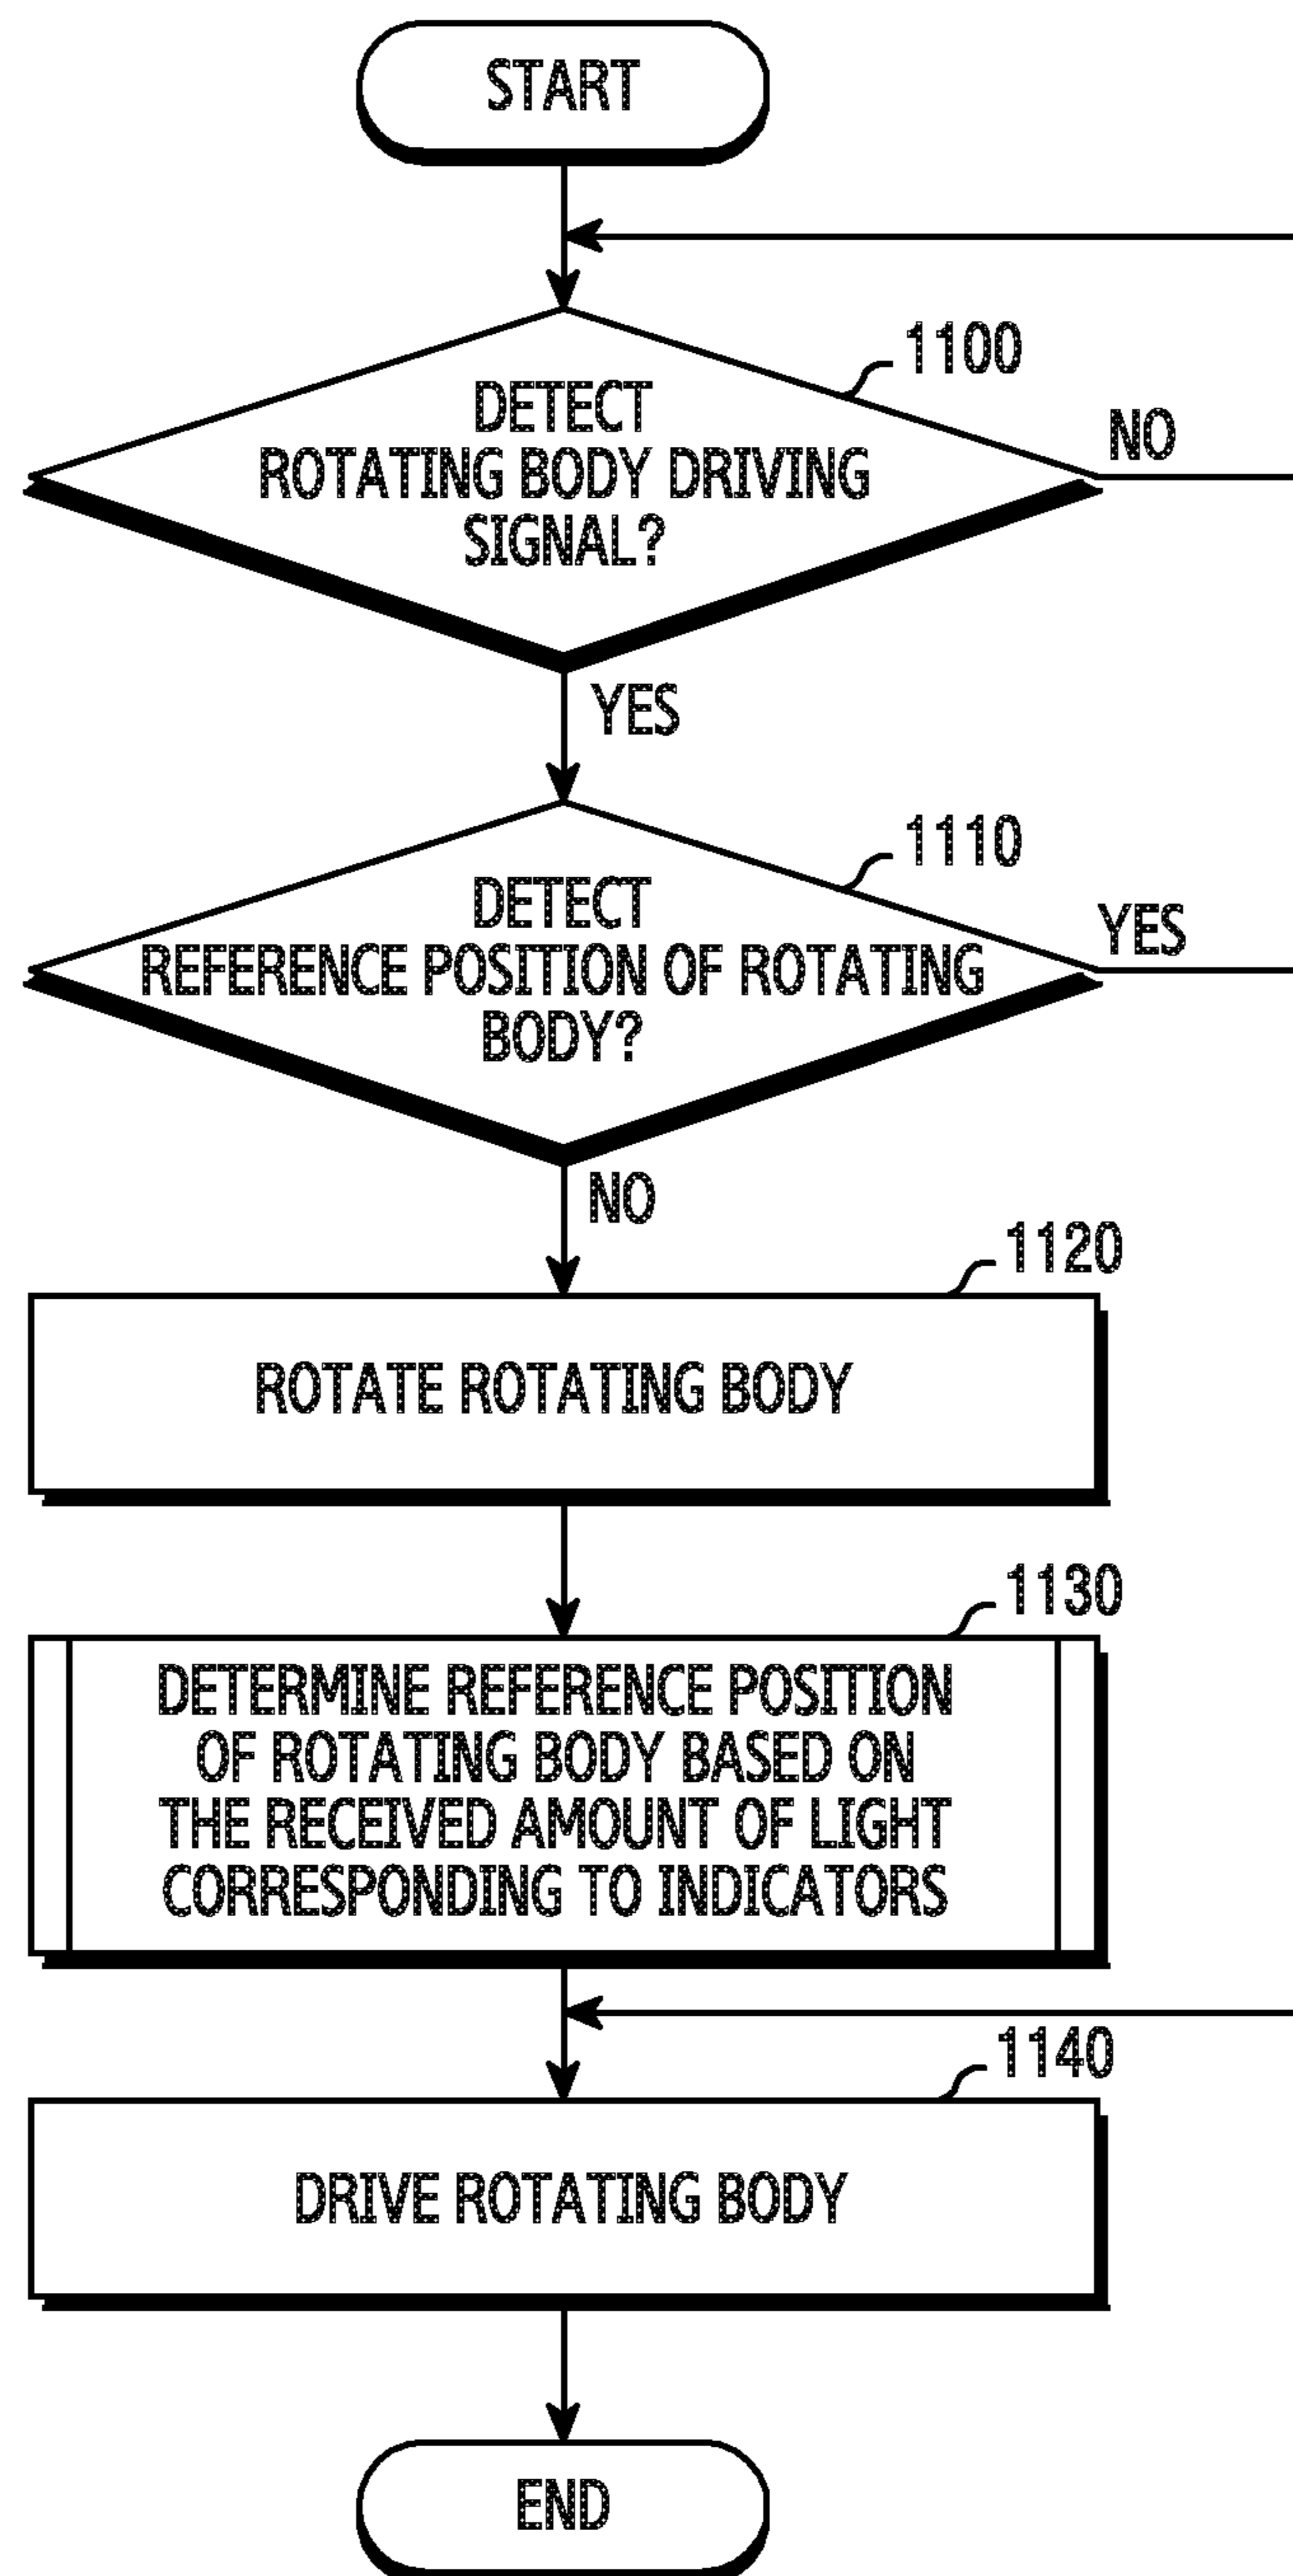 START
1100
DETECT
ROTATING BODY DRIVING
SIGNAL?
NO
YES
1110
DETECT
REFERENCE POSITION OF ROTATING
BODY?
YES
NO
1120
ROTATE ROTATING BODY
1130
DETERMINE REFERENCE POSITION
OF ROTATING BODY BASED ON
THE RECEIVED AMOUNT OF LIGHT
CORRESPONDING TO INDICATORS
1140
DRIVE ROTATING BODY
END